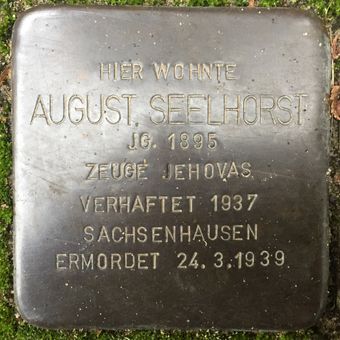 HIER WOHNTE
AUGUST SEELHORST
JG. 1895
ZEUGE JEHOVAS
VERHAFTET 1937
SACHSENHAUSEN
ERMORDET 24.3.1939